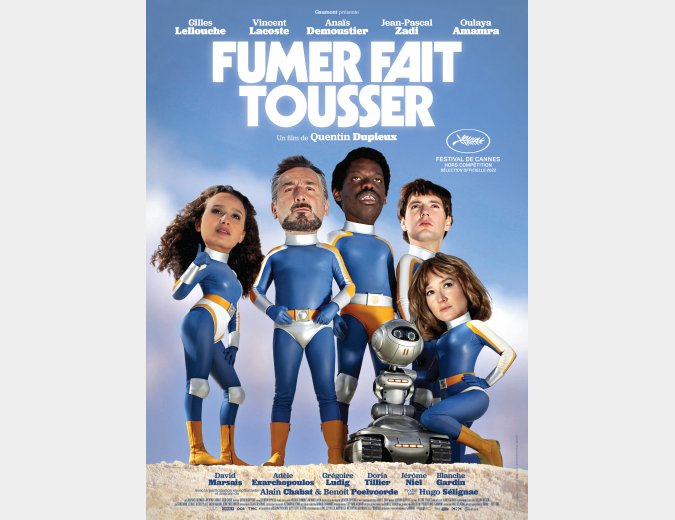 Gaumont présente
Gilles Lellouche
Vincent Lacoste
Anaïs Demoustier
Jean-Pascal Zadi
Oulaya Amamra
FUMER FAIT
TOUSSER
Un film de Quentin Dupieux
FESTIVAL DE CANNES
HORS COMPÉTITION
SÉLECTION OFFICIELLE 2022
David Marsais
Adèle Exarchopoulos
Grégoire Ludig
Doria Tillier
Jérôme Niel
Blanche Gardin
Alain Chabat & Benoît Poelvoorde
Hugo Sélignac